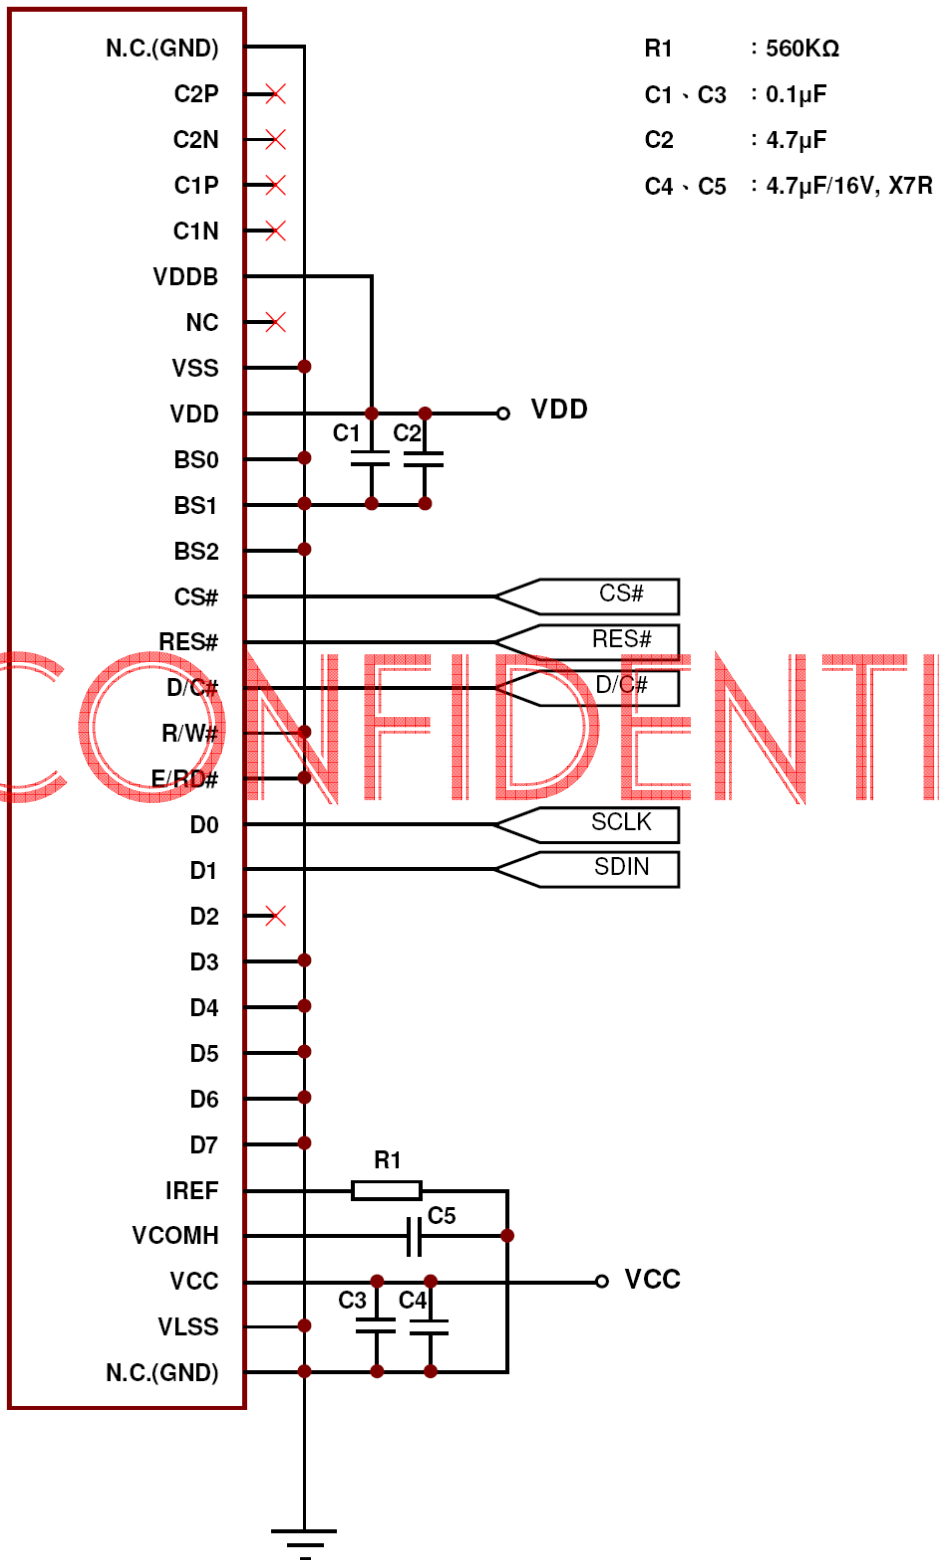 N.C.(GND)
C2P
C2N
C1P
C1N
VDDB
NC
VSS
VDD
BS0
BS1
BS2
CS#
RES#
D/C#
R/W#
E/RD#
D0
D1
D2
D3
D4
D5
D6
D7
IREF
VCOMH
VCC
VLSS
N.C.(GND)
R1 : 560KΩ
C1、C3 : 0.1µF
C2 : 4.7µF
C4、C5 : 4.7µF/16V, X7R
VDD
C1
C2
CS#
RES#
D/C#
SCLK
SDIN
R1
C5
VCC
C3
C4
CONFIDENTI